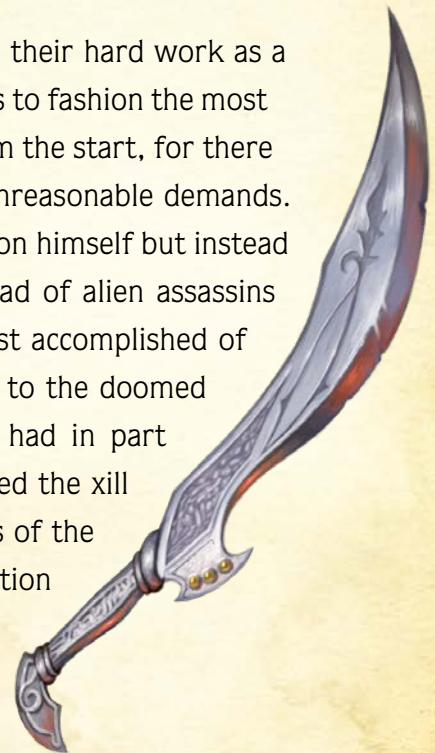 their hard work as a
s to fashion the most
m the start, for there
nreasonable demands.
on himself but instead
ad of alien assassins
st accomplished of
to the doomed
had in part
ed the xill
s of the
tion